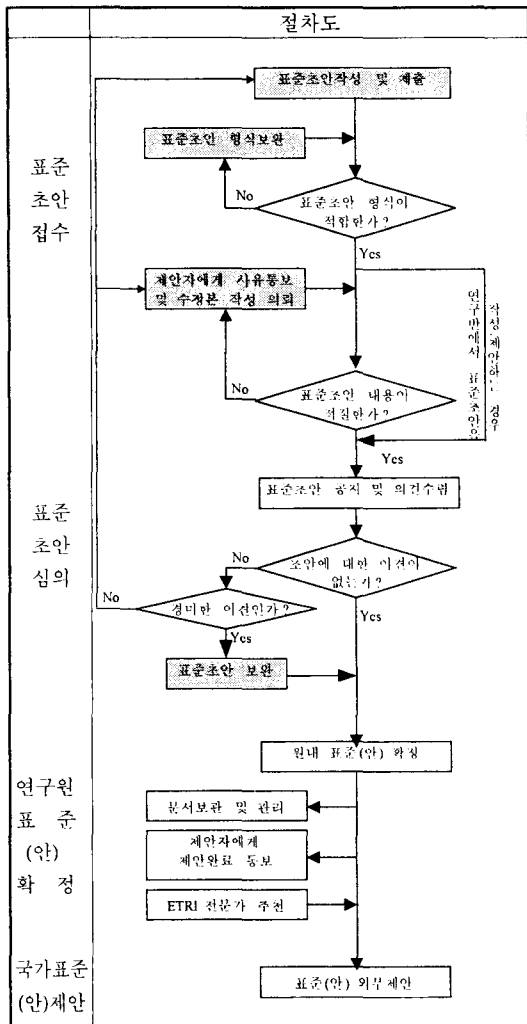 절차도
표준초안작성 및 제출
표준초안 형식보완
표준
초안
접수
No
표준초안 형식이
적합한가?
Yes
제안자에게 사유통보
및 수정본 작성 의뢰
연구반에서 표준초안을
작성/제안하는 경우
No
표준초안 내용이
적절한가?
Yes
표준초안 공지 및 의견수렴
표준
초안
심의
No
초안에 대한 이견이
없는가?
No
경미한 이견인가?
Yes
Yes
표준초안 보완
원내 표준(안) 확정
연구원
표 준
(안)
확 정
문서보관 및 관리
제안자에게
제안완료 통보
ETRI 전문가 추천
국가표준
(안)제안
표준(안) 외부제안